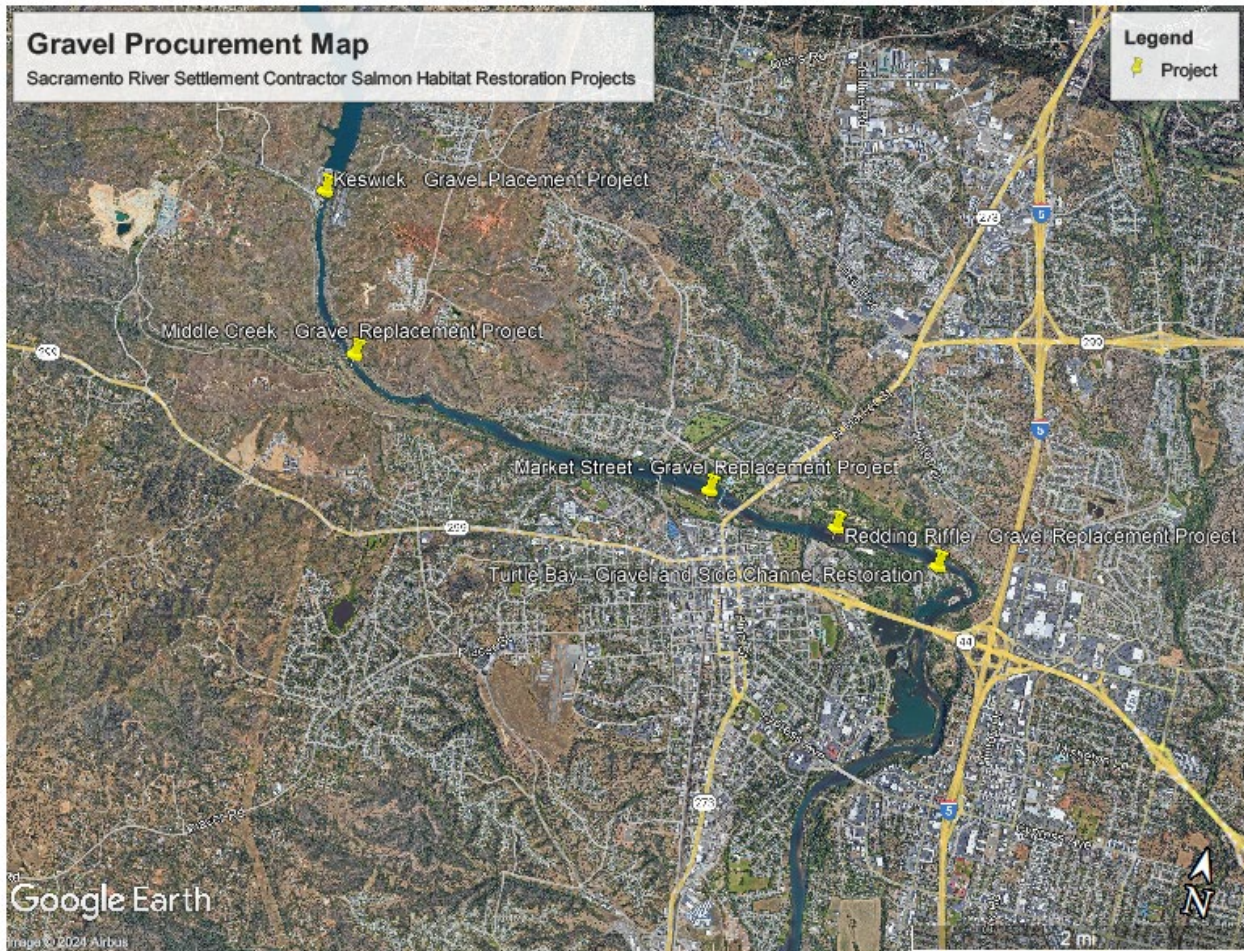 Gravel Procurement Map
Sacramento River Settlement Contractor Salmon Habitat Restoration Projects
Legend
Project
Keswick - Gravel Placement Project
273
5
Middle Creek - Gravel Replacement Project
299
299
5
Market Street - Gravel Replacement Project
299
Redding Riffle - Gravel Replacement Project
Turtle Bay - Gravel and Side Channel Restoration
44
273
5
Google Earth
Image © 2024 Airbus
N
2 mi